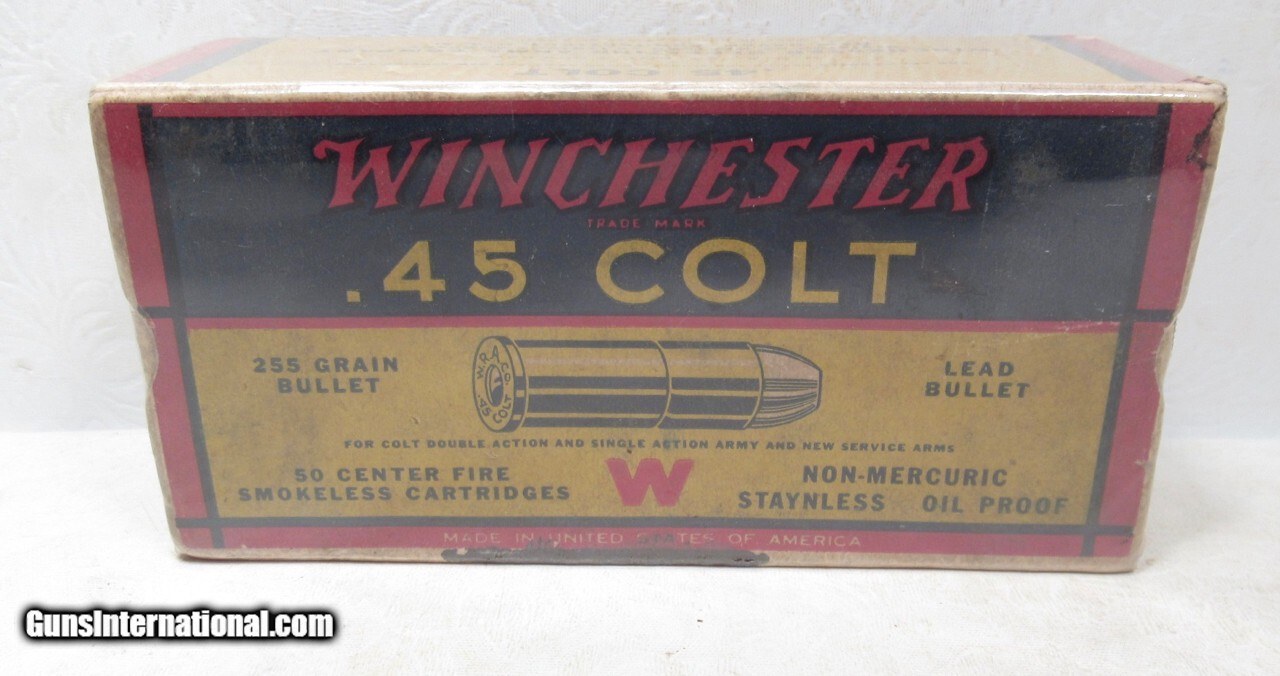 .45 COLT
WINCHESTER
TRADE MARK
.45 COLT
255 GRAIN
BULLET
W.R.A. CO.
.45 COLT
LEAD
BULLET
FOR COLT DOUBLE ACTION AND SINGLE ACTION ARMY AND NEW SERVICE ARMS
50 CENTER FIRE
SMOKELESS CARTRIDGES
W
NON-MERCURIC
STAYNLESS OIL PROOF
MADE IN UNITED STATES OF AMERICA
GunsInternational.com